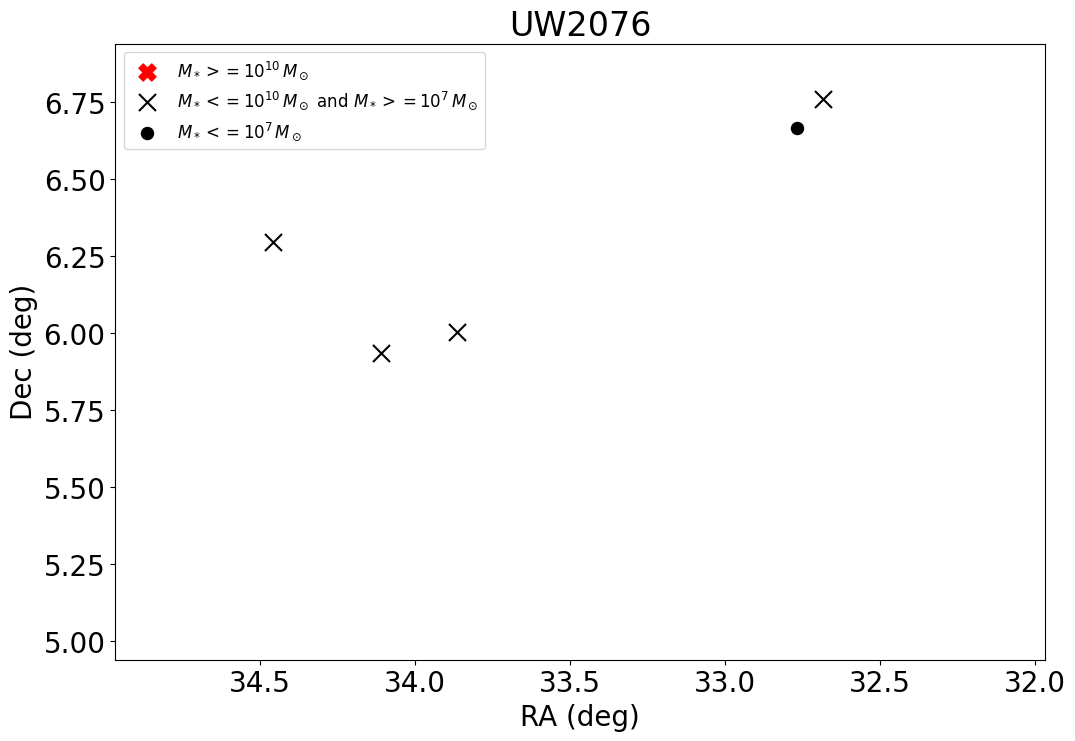 UW2076
M* >= 10^10 M⊙
M* <= 10^10 M⊙ and M* >= 10^7 M⊙
M* <= 10^7 M⊙
6.75
6.50
6.25
6.00
5.75
5.50
5.25
5.00
Dec (deg)
34.5 34.0 33.5 33.0 32.5 32.0
RA (deg)